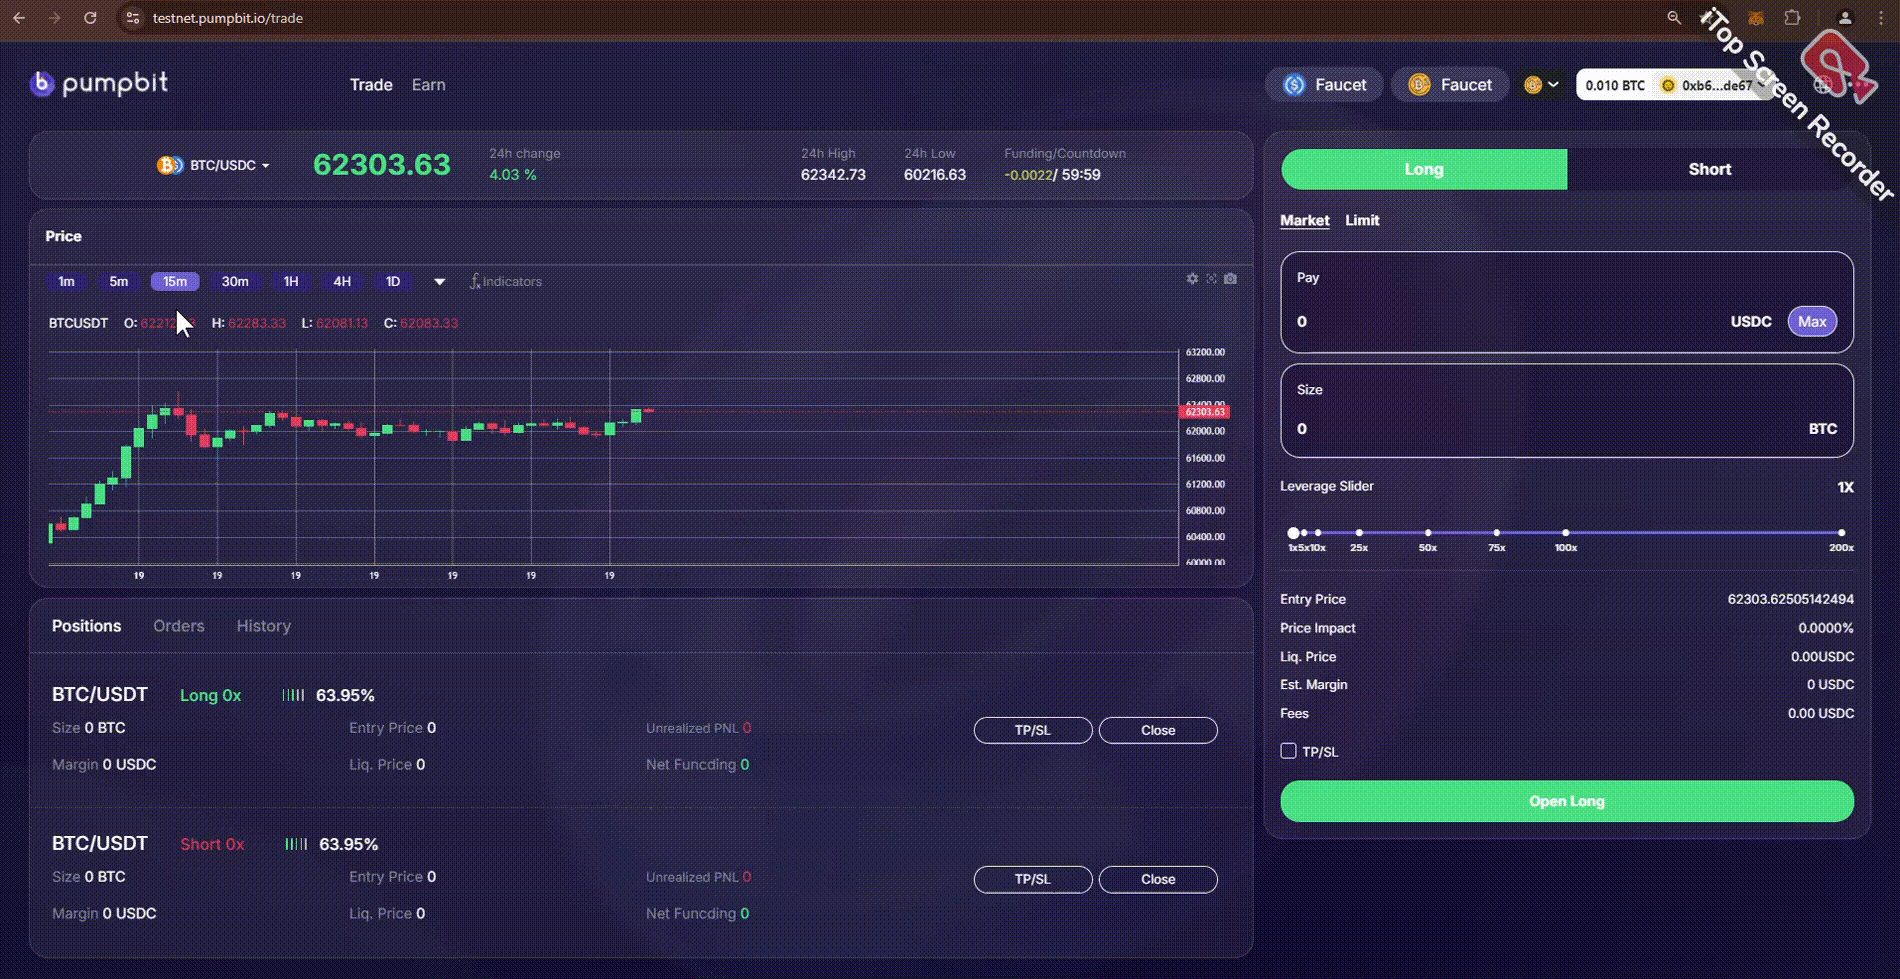 testnet.pumpbit.io/trade
pumpbit
Trade Earn
Faucet Faucet 0.010 BTC 0xb6...de67
iTop Screen Recorder
BTC/USDC 62303.63
24h change
4.03 %
24h High
62342.73
24h Low
60216.63
Funding/Countdown
-0.0022/ 59:59
Price
1m 5m 15m 30m 1H 4H 1D Indicators
BTCUSDT O: H: 62283.33 L: 62081.13 C: 62083.33
63200.00
62800.00
62400.00
62303.63
62000.00
61600.00
61200.00
60800.00
60400.00
60000.00
19 19 19 19 19 19 19
Positions Orders History
BTC/USDT Long 0x 63.95%
Size 0 BTC Entry Price 0 Unrealized PNL 0 TP/SL Close
Margin 0 USDC Liq. Price 0 Net Funcding 0
BTC/USDT Short 0x 63.95%
Size 0 BTC Entry Price 0 Unrealized PNL 0 TP/SL Close
Margin 0 USDC Liq. Price 0 Net Funcding 0
Long Short
Market Limit
Pay
0 USDC Max
Size
0 BTC
Leverage Slider 1X
1x 5x 10x 25x 50x 75x 100x 200x
Entry Price 62303.62505142494
Price Impact 0.0000%
Liq. Price 0.00USDC
Est. Margin 0 USDC
Fees 0.00 USDC
TP/SL
Open Long